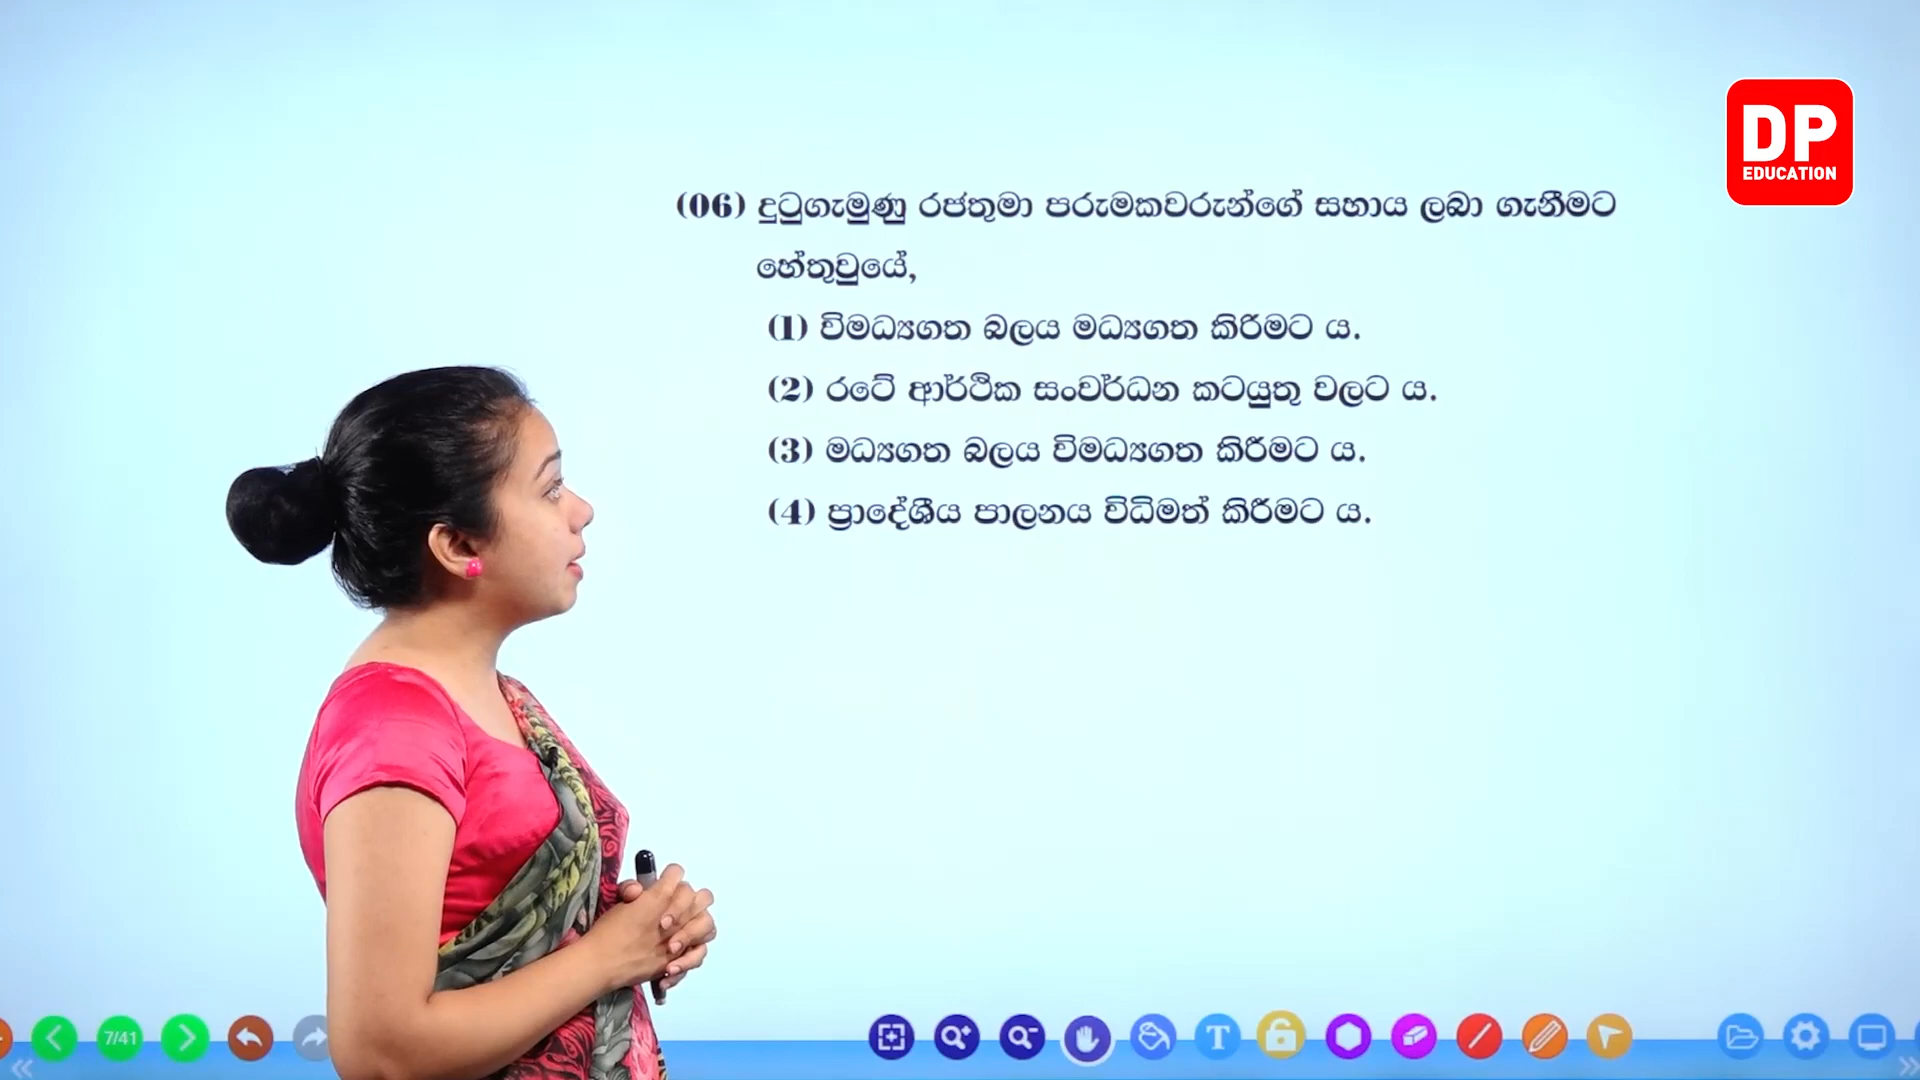 DP
EDUCATION
(06) දුටුගැමුණු රජතුමා පරුමකවරුන්ගේ සහාය ලබා ගැනීමට
හේතුවුයේ,
(1) විමධ්‍යගත බලය මධ්‍යගත කිරීමට ය.
(2) රටේ ආර්ථික සංවර්ධන කටයුතු වලට ය.
(3) මධ්‍යගත බලය විමධ්‍යගත කිරීමට ය.
(4) ප්‍රාදේශීය පාලනය විධිමත් කිරීමට ය.
7/41
T